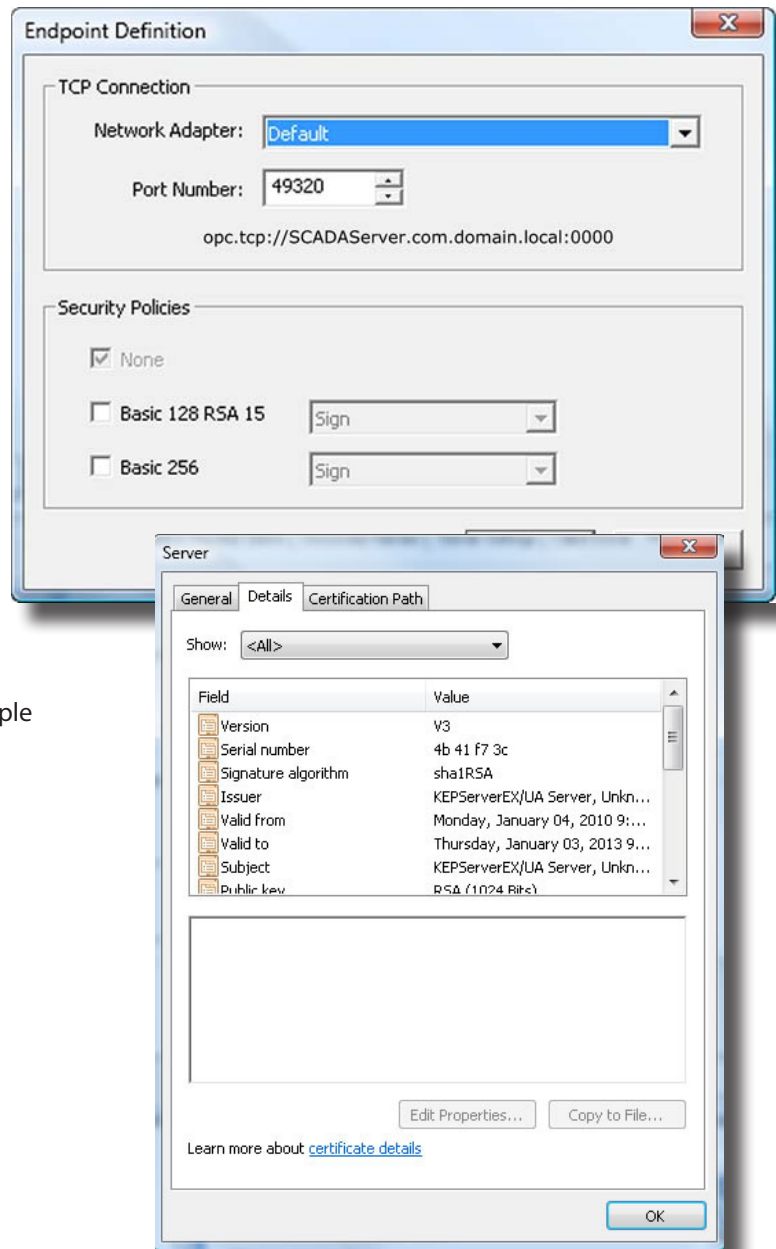 Endpoint Definition
TCP Connection
Network Adapter: Default
Port Number: 49320
opc.tcp://SCADAServer.com.domain.local:0000
Security Policies
None
Basic 128 RSA 15 Sign
Basic 256 Sign
Server
General Details Certification Path
Show: <All>
ple
Field Value
Version V3
Serial number 4b 41 f7 3c
Signature algorithm sha1RSA
Issuer KEPServerEX/UA Server, Unkn...
Valid from Monday, January 04, 2010 9:...
Valid to Thursday, January 03, 2013 9...
Subject KEPServerEX/UA Server, Unkn...
Public key RSA (1024 Bits)
Edit Properties... Copy to File...
Learn more about certificate details
OK